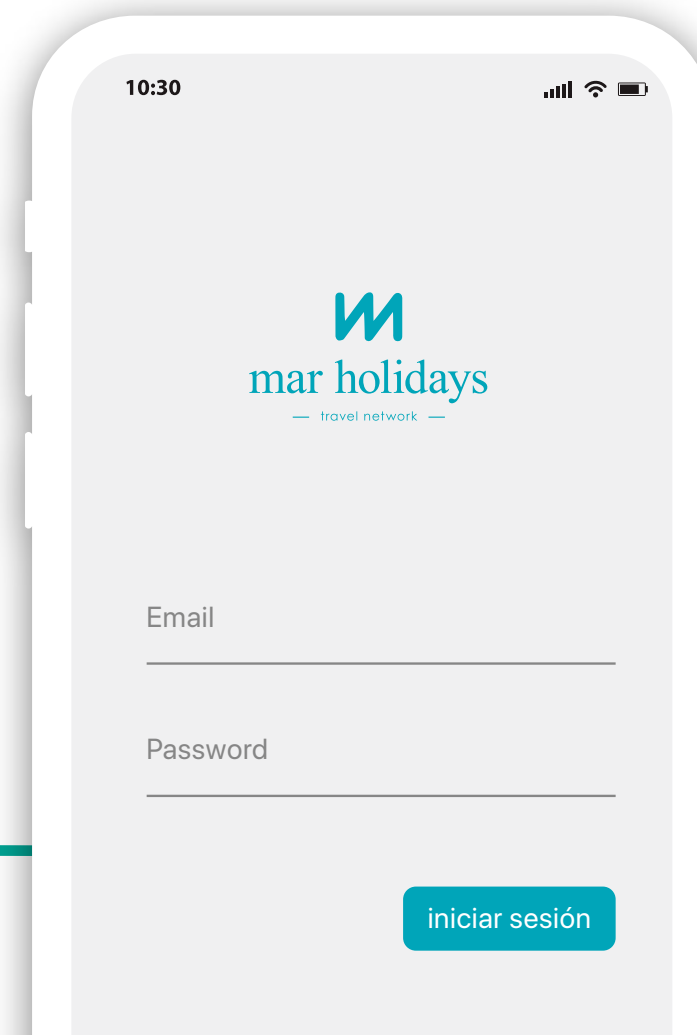 10:30
mar holidays
travel network
Email
Password
iniciar sesión